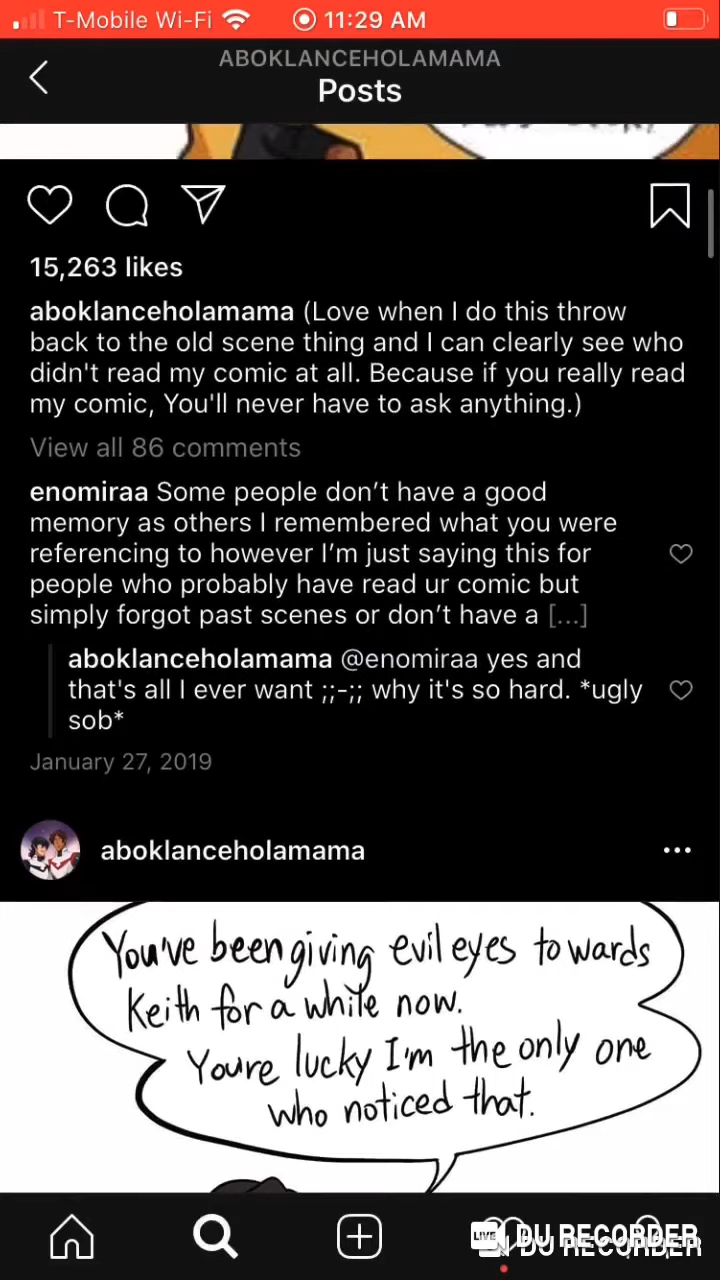 T-Mobile Wi-Fi 11:29 AM
ABOKLANCEHOLAMAMA
Posts
15,263 likes
aboklanceholamama (Love when I do this throw
back to the old scene thing and I can clearly see who
didn't read my comic at all. Because if you really read
my comic, You'll never have to ask anything.)
View all 86 comments
enomiraa Some people don’t have a good
memory as others I remembered what you were
referencing to however I’m just saying this for
people who probably have read ur comic but
simply forgot past scenes or don’t have a [...]
aboklanceholamama @enomiraa yes and
that's all I ever want ;;-;; why it's so hard. *ugly
sob*
January 27, 2019
aboklanceholamama
You've been giving evil eyes towards
Keith for a while now.
Youre lucky I'm the only one
who noticed that.
LIVE DU RECORDER
DU RECORDER